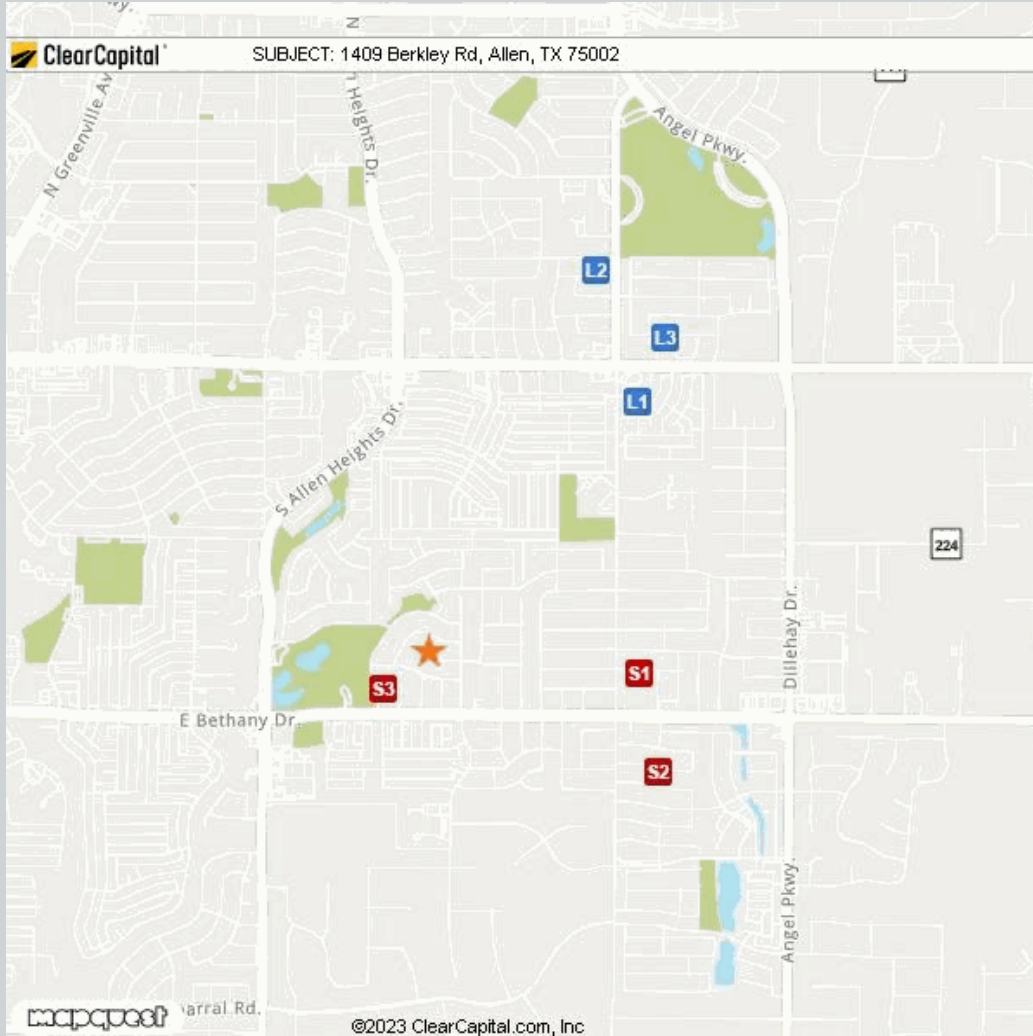 ClearCapital
SUBJECT: 1409 Berkley Rd, Allen, TX 75002
N
N Greenville Av
Heights Dr.
Angel Pkwy.
L2
L3
L1
S Allen Heights Dr.
224
Dillehay Dr.
S3
S1
E Bethany Dr.
S2
Angel Pkwy.
mapquest
arral Rd.
©2023 ClearCapital.com, Inc